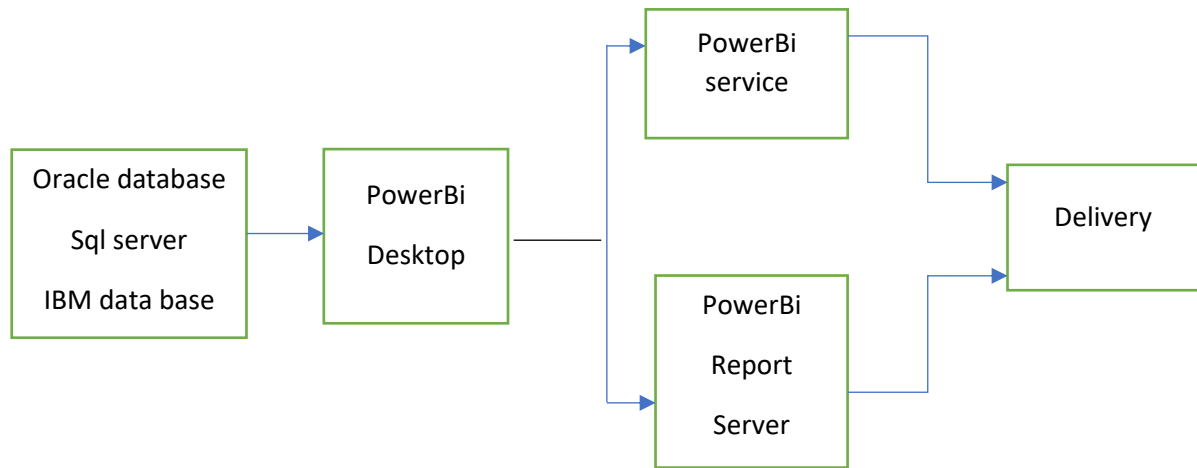 Oracle database
Sql server
IBM data base
PowerBi
Desktop
PowerBi
service
PowerBi
Report
Server
Delivery